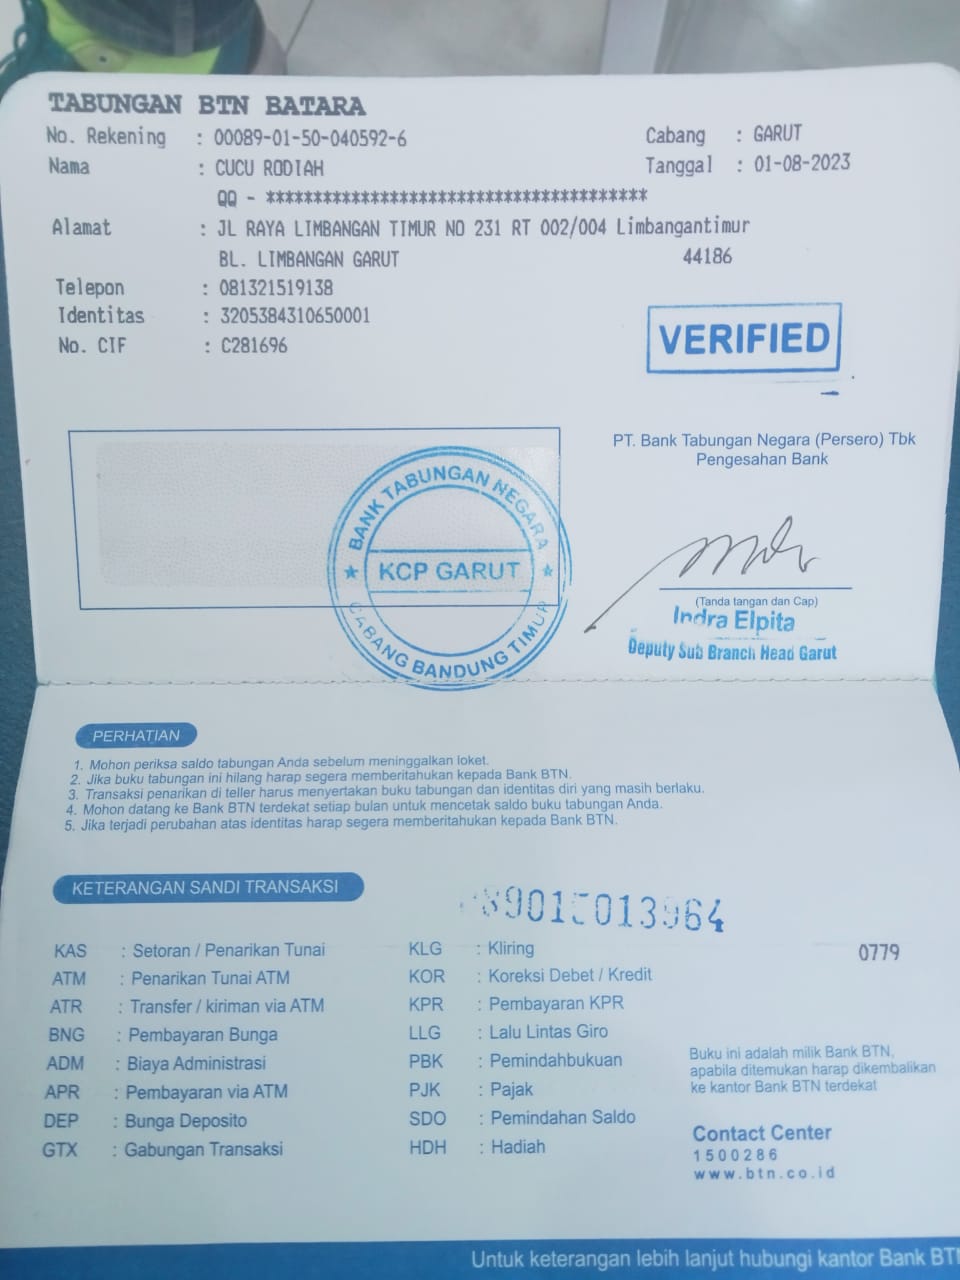 TABUNGAN BTN BATARA
No. Rekening : 00089-01-50-040592-6 Cabang : GARUT
Nama : CUCU RODIAH Tanggal : 01-08-2023
QQ - ****************************************
Alamat : JL RAYA LIMBANGAN TIMUR NO 231 RT 002/004 Limbangantimur
BL. LIMBANGAN GARUT 44186
Telepon : 081321519138
Identitas : 3205384310650001
No. CIF : C281696
VERIFIED
PT. Bank Tabungan Negara (Persero) Tbk
Pengesahan Bank
BANK TABUNGAN NEGARA
KCP GARUT
CABANG BANDUNG TIMUR
(Tanda tangan dan Cap)
Indra Elpita
Deputy Sub Branch Head Garut
PERHATIAN
1. Mohon periksa saldo tabungan Anda sebelum meninggalkan loket.
2. Jika buku tabungan ini hilang harap segera memberitahukan kepada Bank BTN.
3. Transaksi penarikan di teller harus menyertakan buku tabungan dan identitas diri yang masih berlaku.
4. Mohon datang ke Bank BTN terdekat setiap bulan untuk mencetak saldo buku tabungan Anda.
5. Jika terjadi perubahan atas identitas harap segera memberitahukan kepada Bank BTN.
KETERANGAN SANDI TRANSAKSI
KAS : Setoran / Penarikan Tunai KLG : Kliring 0779
ATM : Penarikan Tunai ATM KOR : Koreksi Debet / Kredit
ATR : Transfer / kiriman via ATM KPR : Pembayaran KPR
BNG : Pembayaran Bunga LLG : Lalu Lintas Giro
ADM : Biaya Administrasi PBK : Pemindahbukuan
APR : Pembayaran via ATM PJK : Pajak
DEP : Bunga Deposito SDO : Pemindahan Saldo
GTX : Gabungan Transaksi HDH : Hadiah
Buku ini adalah milik Bank BTN,
apabila ditemukan harap dikembalikan
ke kantor Bank BTN terdekat
Contact Center
1500286
www.btn.co.id
Untuk keterangan lebih lanjut hubungi kantor Bank BTN